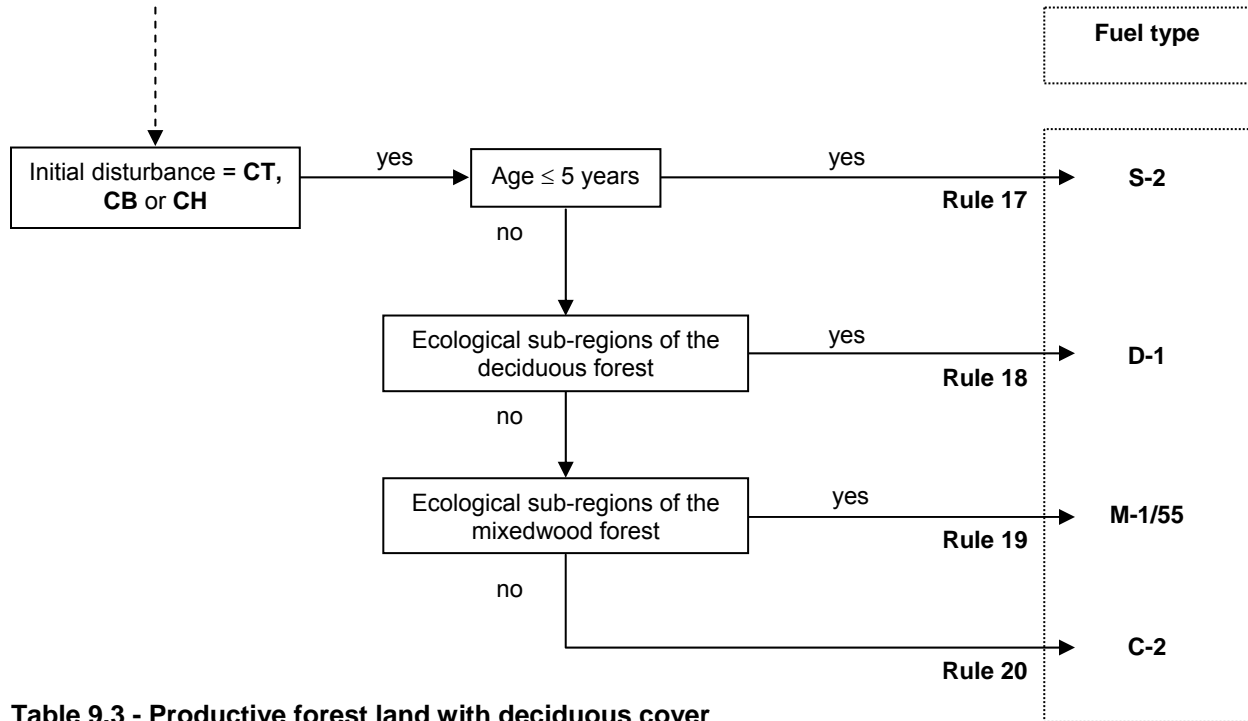 Fuel type
Initial disturbance = CT,
CB or CH
yes
Age ≤ 5 years
yes
Rule 17
S-2
no
Ecological sub-regions of the
deciduous forest
yes
Rule 18
D-1
no
Ecological sub-regions of the
mixedwood forest
yes
Rule 19
M-1/55
no
Rule 20
C-2
Table 9.3 - Productive forest land with deciduous cover